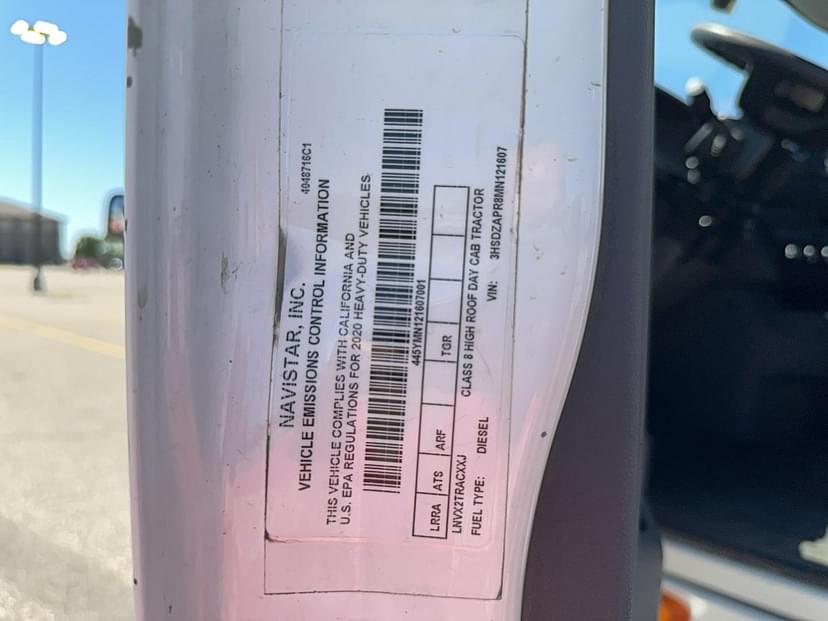 4048716C1
NAVISTAR, INC.
VEHICLE EMISSIONS CONTROL INFORMATION
THIS VEHICLE COMPLIES WITH CALIFORNIA AND
U.S. EPA REGULATIONS FOR 2020 HEAVY-DUTY VEHICLES
445YMN121607001
LRRA ATS ARF TGR
LNVX2TRACXXJ CLASS 8 HIGH ROOF DAY CAB TRACTOR
FUEL TYPE: DIESEL VIN: 3HSDZAPR8MN121607